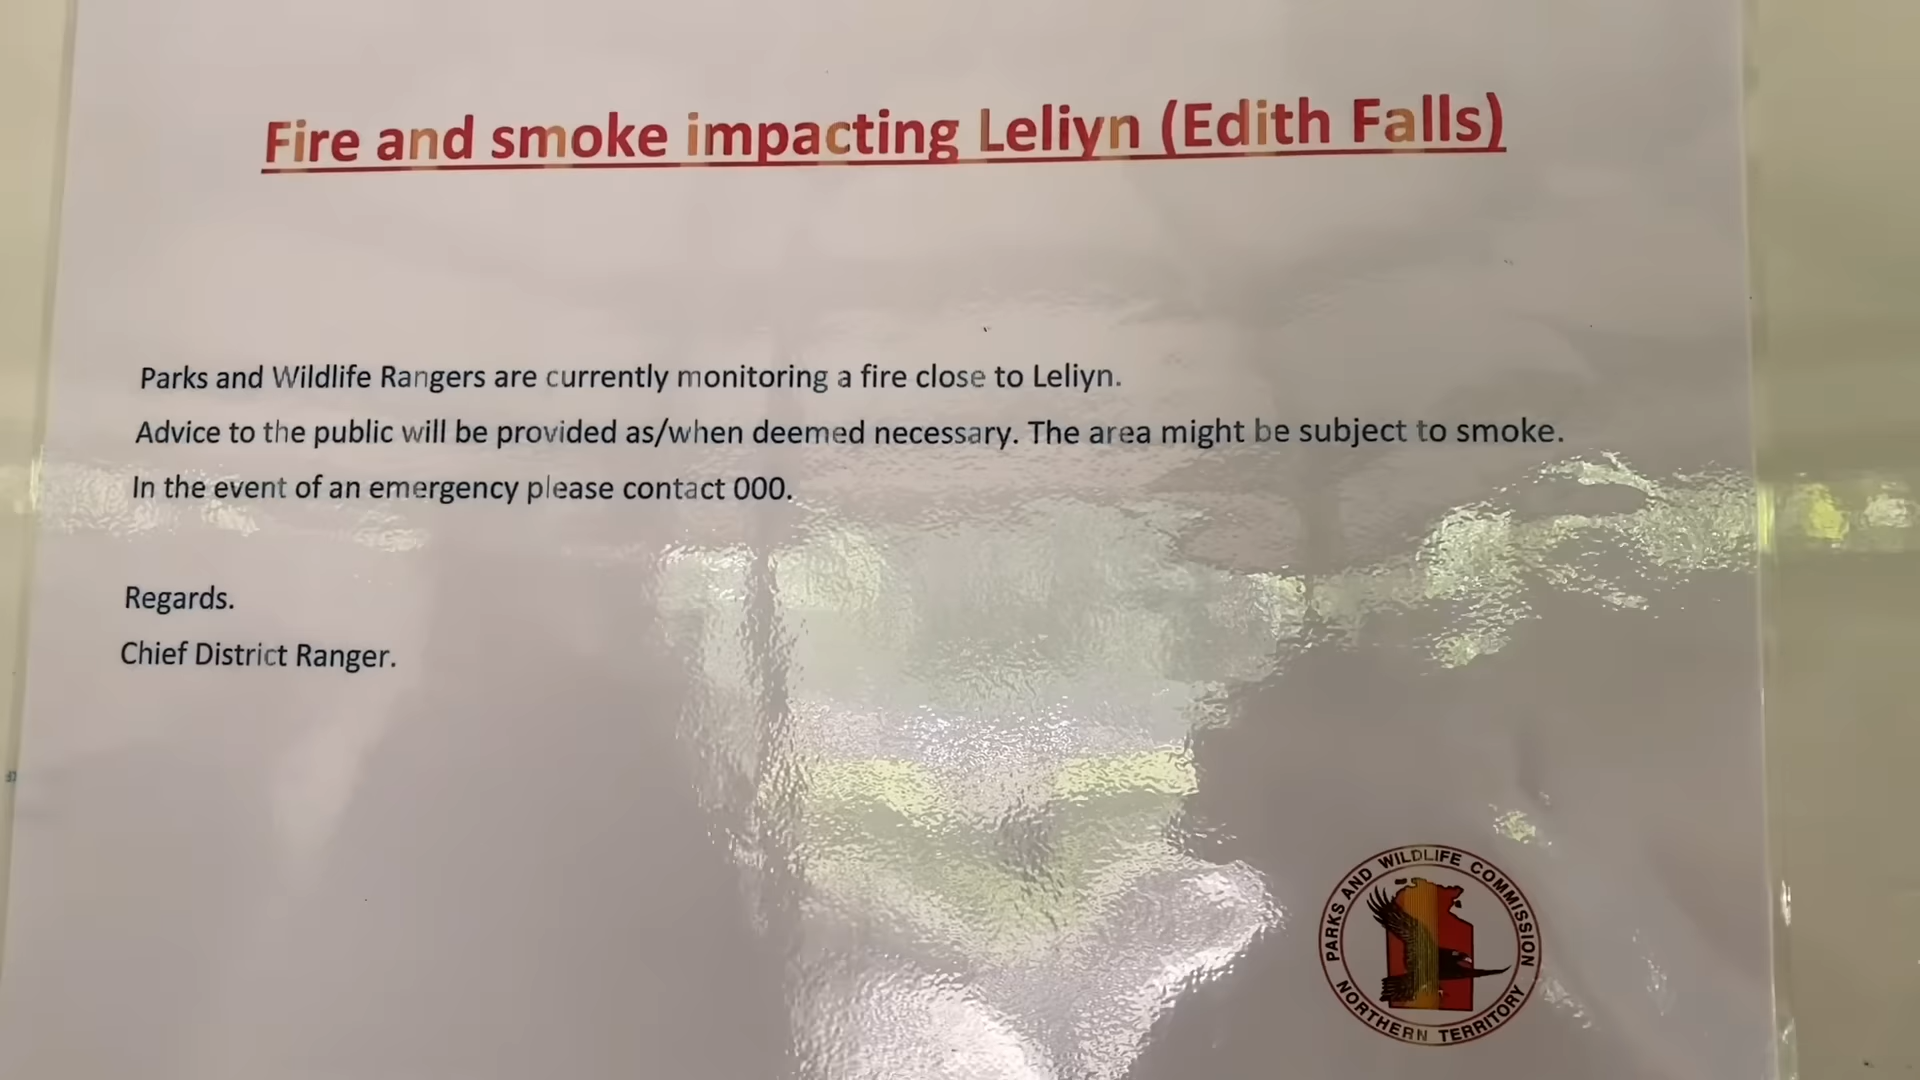 Fire and smoke impacting Leliyn (Edith Falls)
Parks and Wildlife Rangers are currently monitoring a fire close to Leliyn.
Advice to the public will be provided as/when deemed necessary. The area might be subject to smoke.
In the event of an emergency please contact 000.
Regards.
Chief District Ranger.
PARKS AND WILDLIFE COMMISSION
NORTHERN TERRITORY